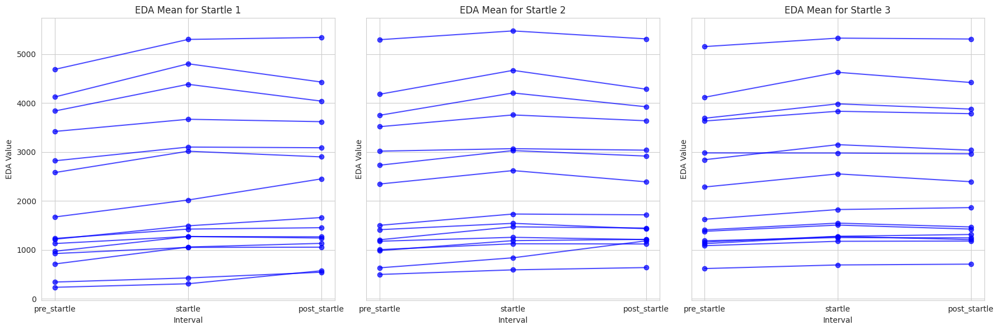 EDA Mean for Startle 1
EDA Value
5000
4000
3000
2000
1000
0
pre_startle startle post_startle
Interval
EDA Mean for Startle 2
EDA Value
pre_startle startle post_startle
Interval
EDA Mean for Startle 3
EDA Value
pre_startle startle post_startle
Interval